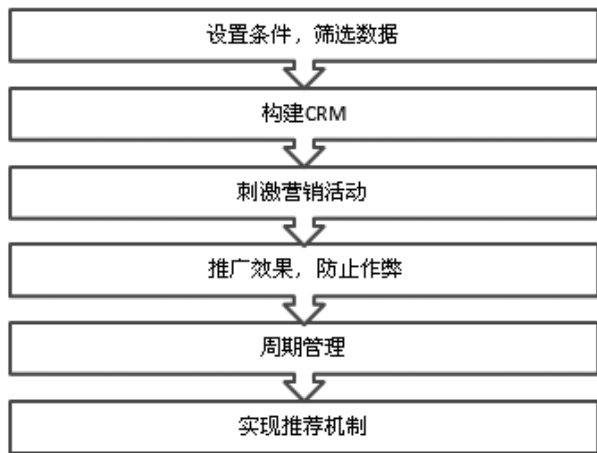 设置条件，筛选数据
构建CRM
刺激营销活动
推广效果，防止作弊
周期管理
实现推荐机制